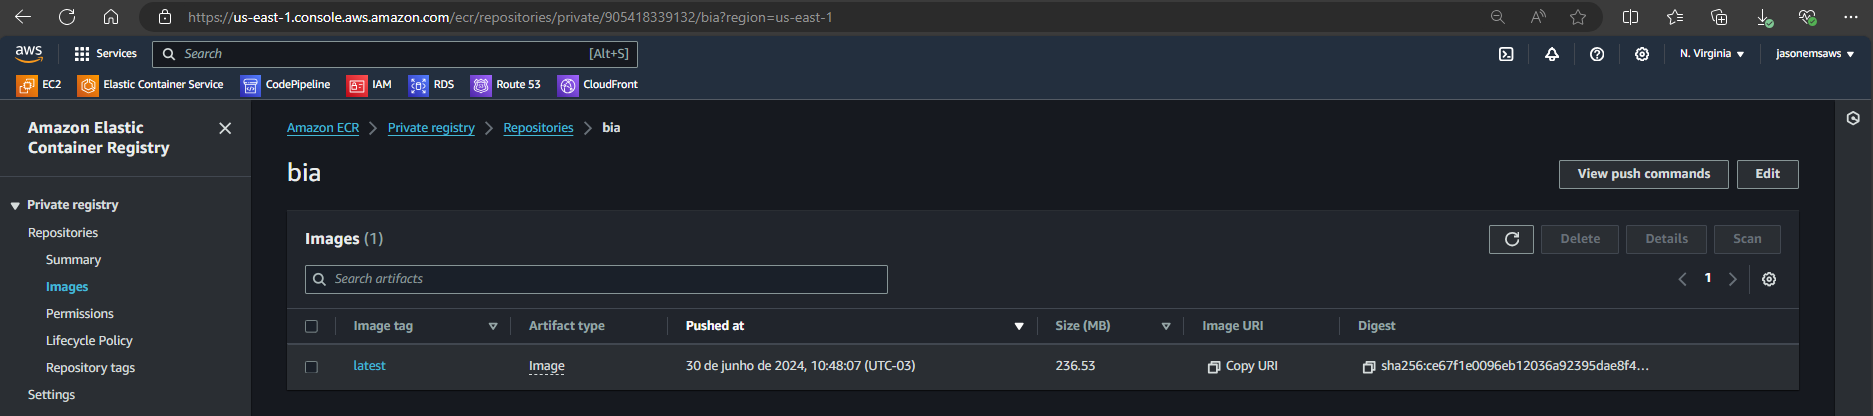 https://us-east-1.console.aws.amazon.com/ecr/repositories/private/905418339132/bia?region=us-east-1
aws Services Search [Alt+S] N. Virginia jasonemsaws
EC2 Elastic Container Service CodePipeline IAM RDS Route 53 CloudFront
Amazon Elastic
Container Registry
Private registry
Repositories
Summary
Images
Permissions
Lifecycle Policy
Repository tags
Settings
Amazon ECR Private registry Repositories bia
bia
View push commands Edit
Images (1)
Delete Details Scan
Search artifacts
1
Image tag Artifact type Pushed at Size (MB) Image URI Digest
latest Image 30 de junho de 2024, 10:48:07 (UTC-03) 236.53 Copy URI sha256:ce67f1e0096eb12036a92395dae8f4...